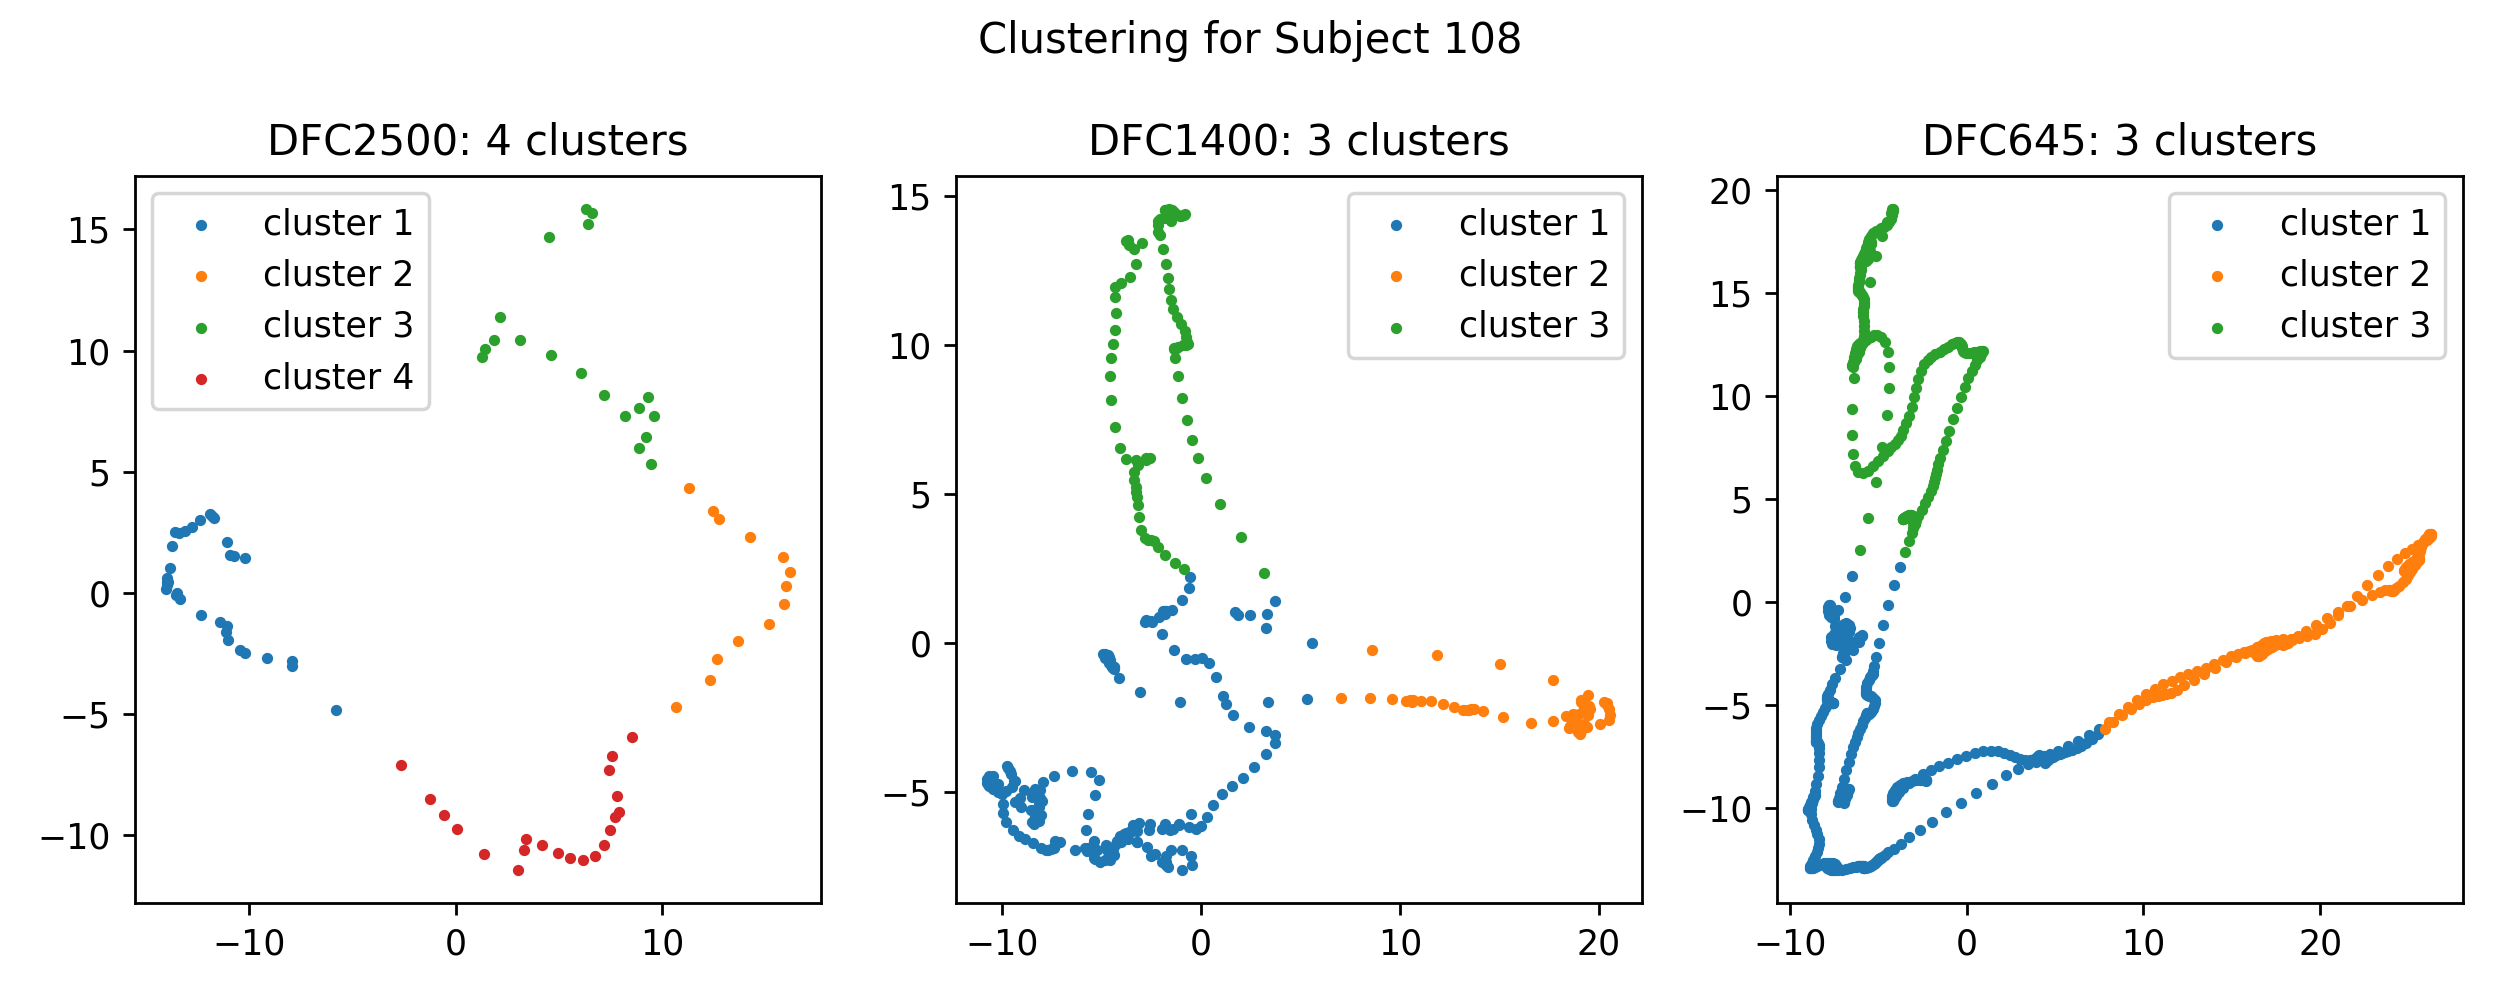 Clustering for Subject 108
DFC2500: 4 clusters
15
10
5
0
−5
−10
−10
0
10
cluster 1
cluster 2
cluster 3
cluster 4
DFC1400: 3 clusters
15
10
5
0
−5
−10
0
10
20
cluster 1
cluster 2
cluster 3
DFC645: 3 clusters
20
15
10
5
0
−5
−10
−10
0
10
20
cluster 1
cluster 2
cluster 3